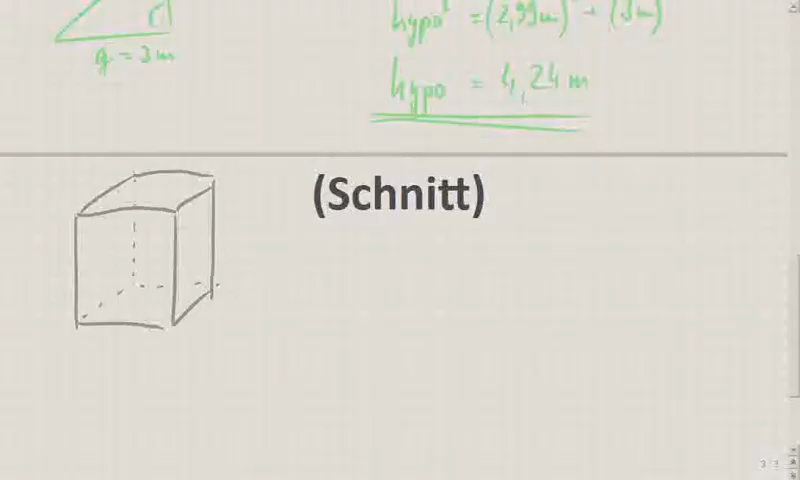 hypo² = (2,99m)² + (3m)²
g = 3m
hypo = 4,24 m
(Schnitt)